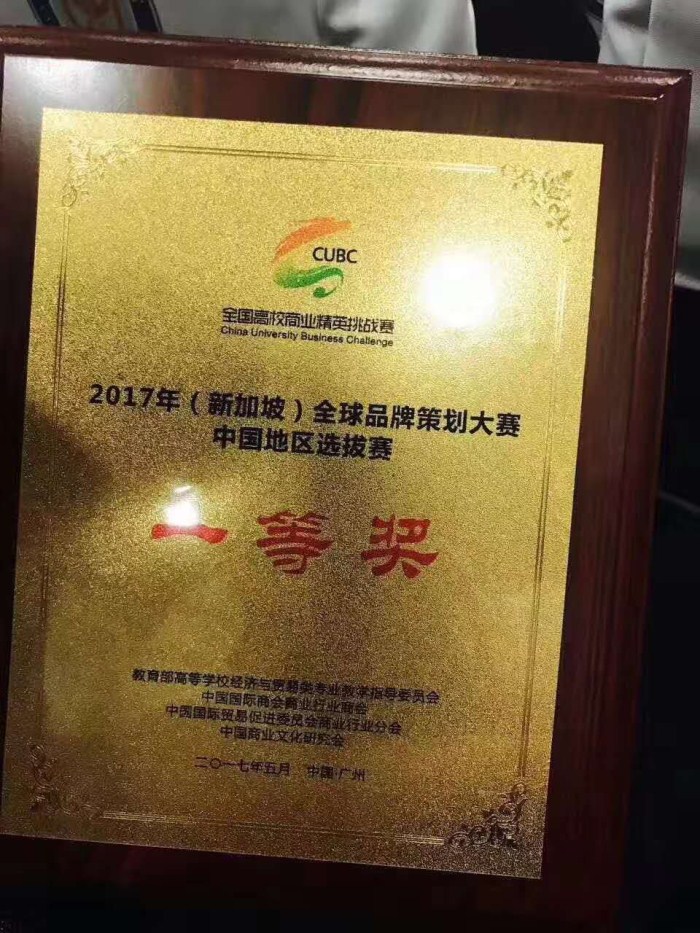 CUBC
全国高校商业精英挑战赛
China University Business Challenge
2017年（新加坡）全球品牌策划大赛
中国地区选拔赛
一等奖
教育部高等学校经济与贸易类专业教学指导委员会
中国国际商会商业行业商会
中国国际贸易促进委员会商业行业分会
中国商业文化研究会
二〇一七年五月 中国·广州